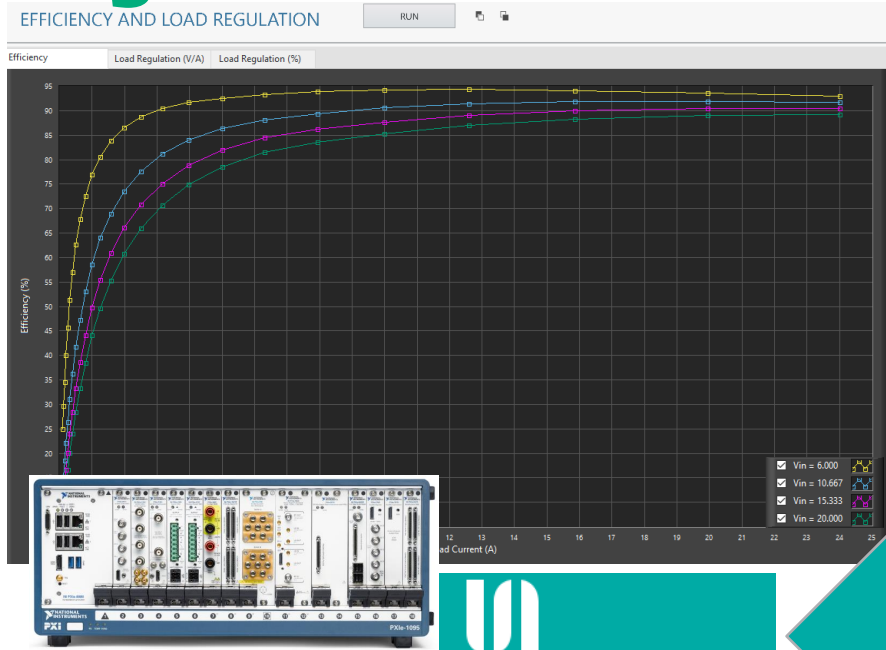 EFFICIENCY AND LOAD REGULATION
RUN
Efficiency
Load Regulation (V/A)
Load Regulation (%)
Efficiency (%)
95
90
85
80
75
70
65
60
55
50
45
40
35
30
25
20
12 13 14 15 16 17 18 19 20 21 22 23 24 25
ad Current (A)
Vin = 6.000
Vin = 10.667
Vin = 15.333
Vin = 20.000
NATIONAL INSTRUMENTS
NATIONAL
INSTRUMENTS
PXI
PXIe-1095